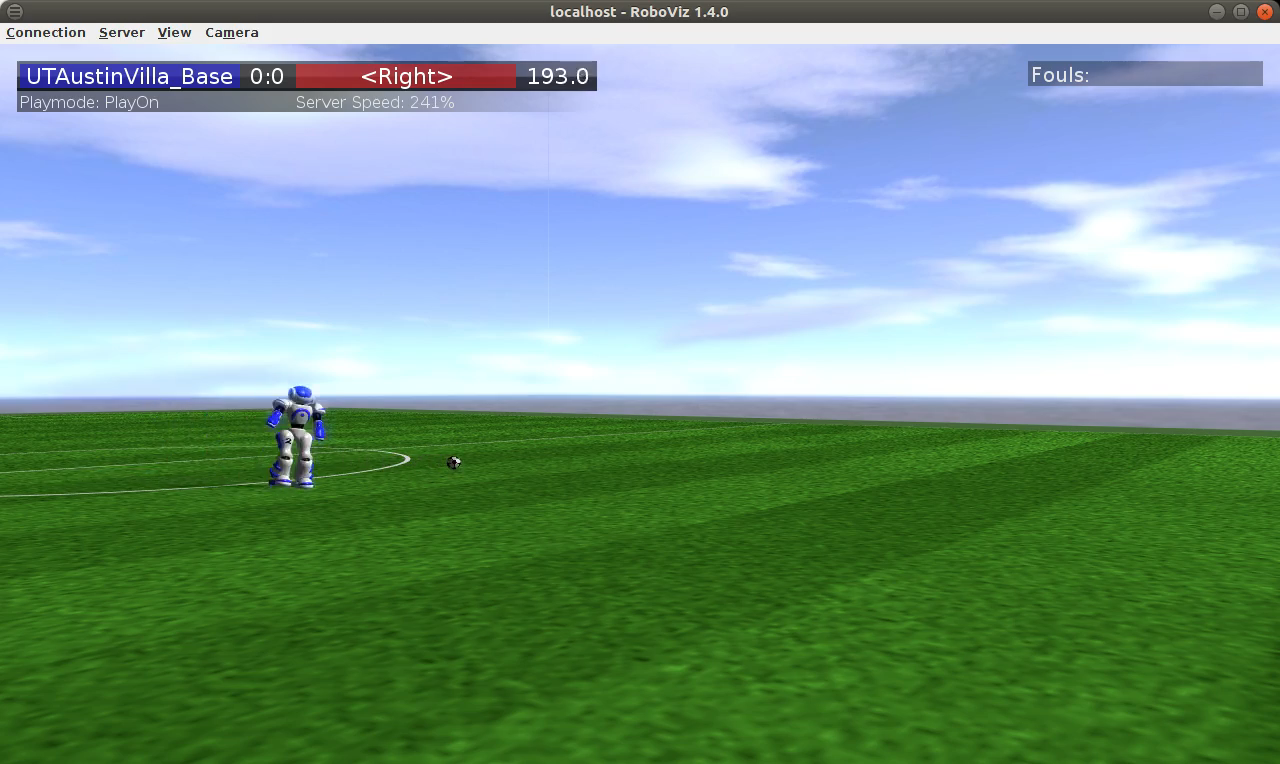 localhost - RoboViz 1.4.0
Connection Server View Camera
UTAustinVilla_Base 0:0 <Right> 193.0
Fouls:
Playmode: PlayOn Server Speed: 241%
2